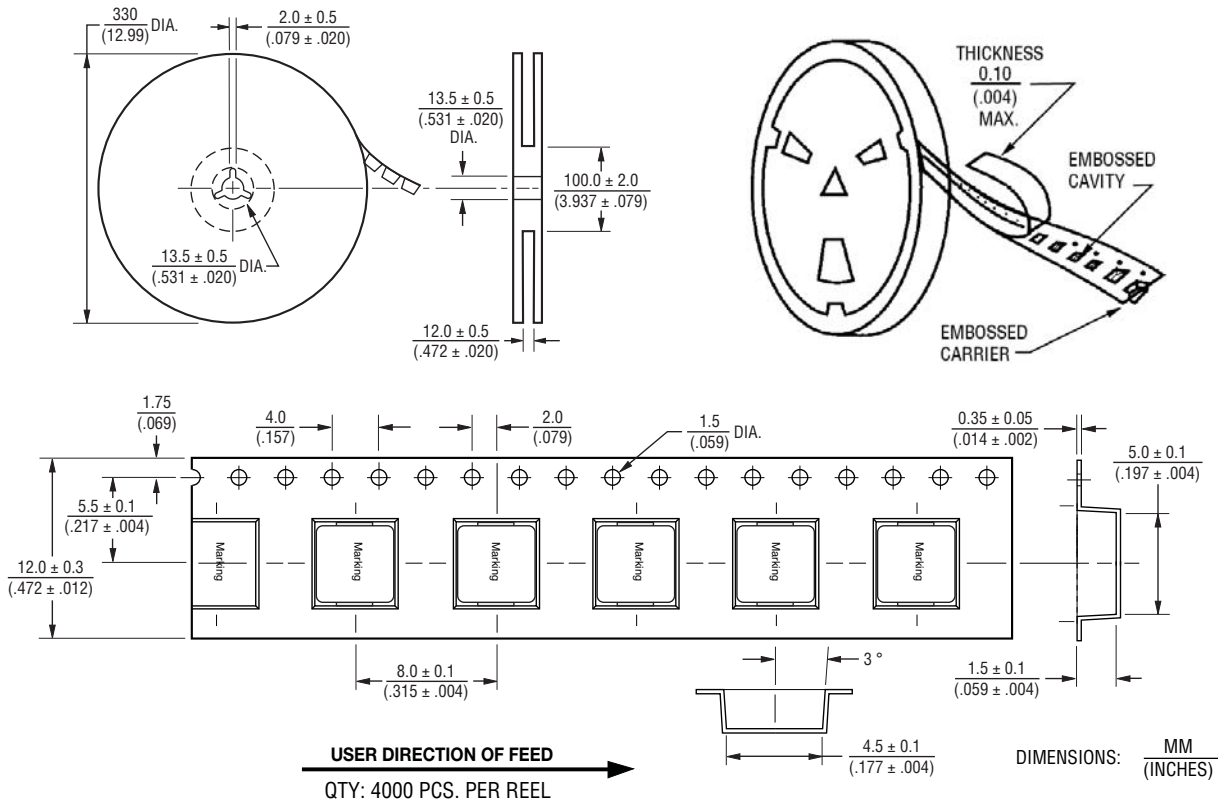 330
(12.99)
DIA.
2.0 ± 0.5
(.079 ± .020)
13.5 ± 0.5
(.531 ± .020)
DIA.
100.0 ± 2.0
(3.937 ± .079)
13.5 ± 0.5
(.531 ± .020)
DIA.
12.0 ± 0.5
(.472 ± .020)
THICKNESS
0.10
(.004)
MAX.
EMBOSSED
CAVITY
EMBOSSED
CARRIER
1.75
(.069)
4.0
(.157)
2.0
(.079)
1.5
(.059)
DIA.
0.35 ± 0.05
(.014 ± .002)
5.0 ± 0.1
(.197 ± .004)
5.5 ± 0.1
(.217 ± .004)
12.0 ± 0.3
(.472 ± .012)
Marking
Marking
Marking
Marking
Marking
Marking
8.0 ± 0.1
(.315 ± .004)
3 °
1.5 ± 0.1
(.059 ± .004)
4.5 ± 0.1
(.177 ± .004)
USER DIRECTION OF FEED
QTY: 4000 PCS. PER REEL
DIMENSIONS:
MM
(INCHES)